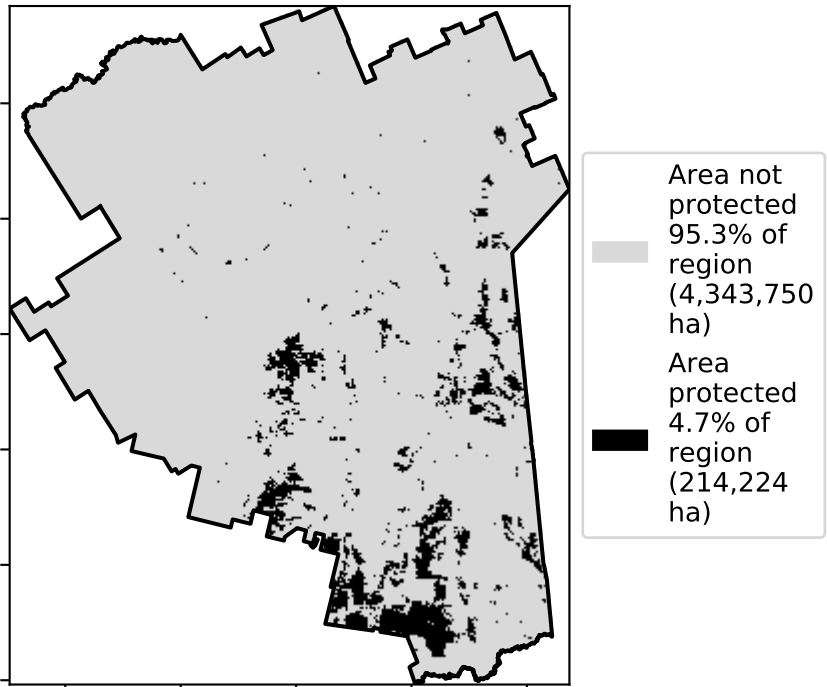 Area not
protected
95.3% of
region
(4,343,750
ha)
Area
protected
4.7% of
region
(214,224
ha)